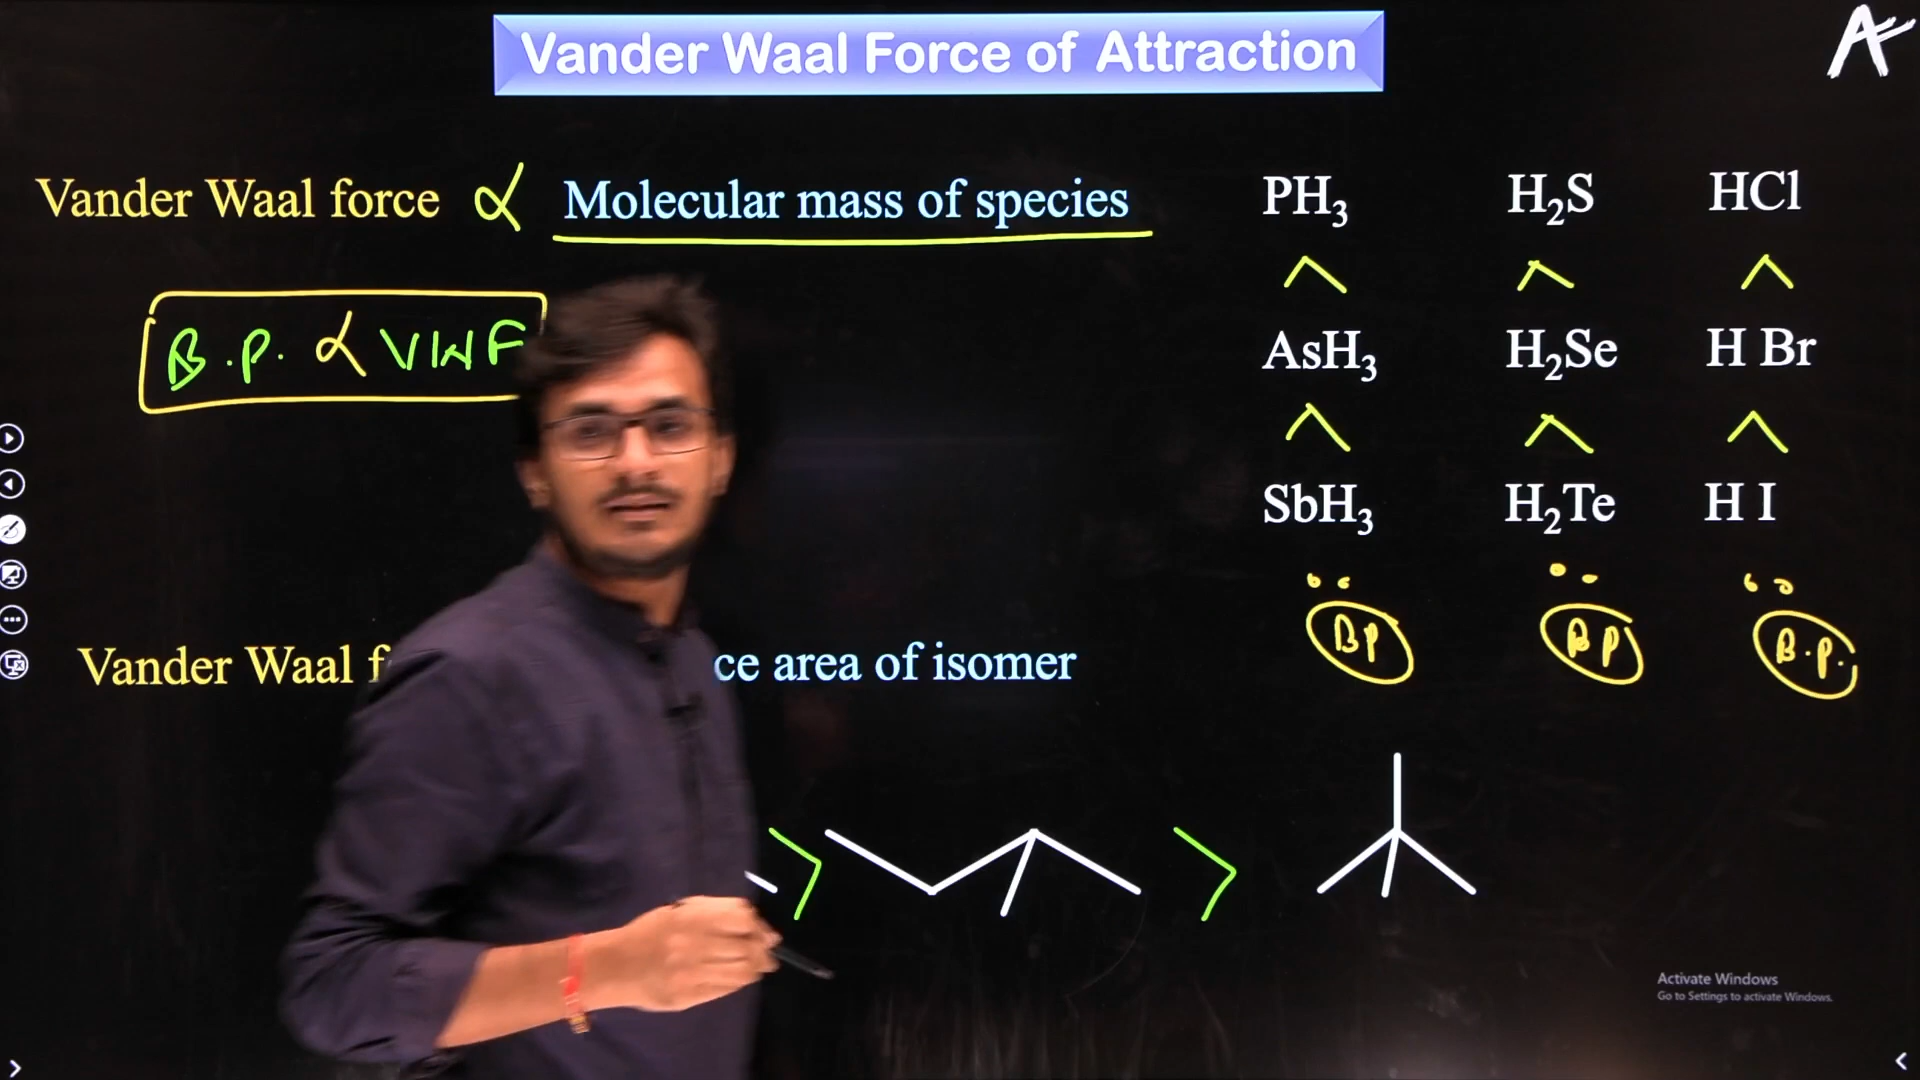 Vander Waal Force of Attraction
Vander Waal force α Molecular mass of species
B.P. α VWF
PH₃ H₂S HCl
AsH₃ H₂Se H Br
SbH₃ H₂Te H I
BP BP B.P.
Vander Waal area of isomer
> >
Activate Windows
Go to Settings to activate Windows.